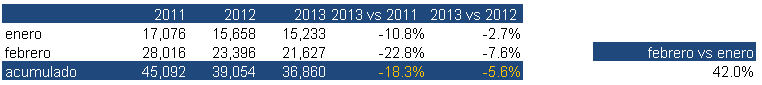 2011 2012 2013 2013 vs 2011 2013 vs 2012
enero 17,076 15,658 15,233 -10.8% -2.7%
febrero 28,016 23,396 21,627 -22.8% -7.6%
acumulado 45,092 39,054 36,860 -18.3% -5.6%
febrero vs enero
42.0%